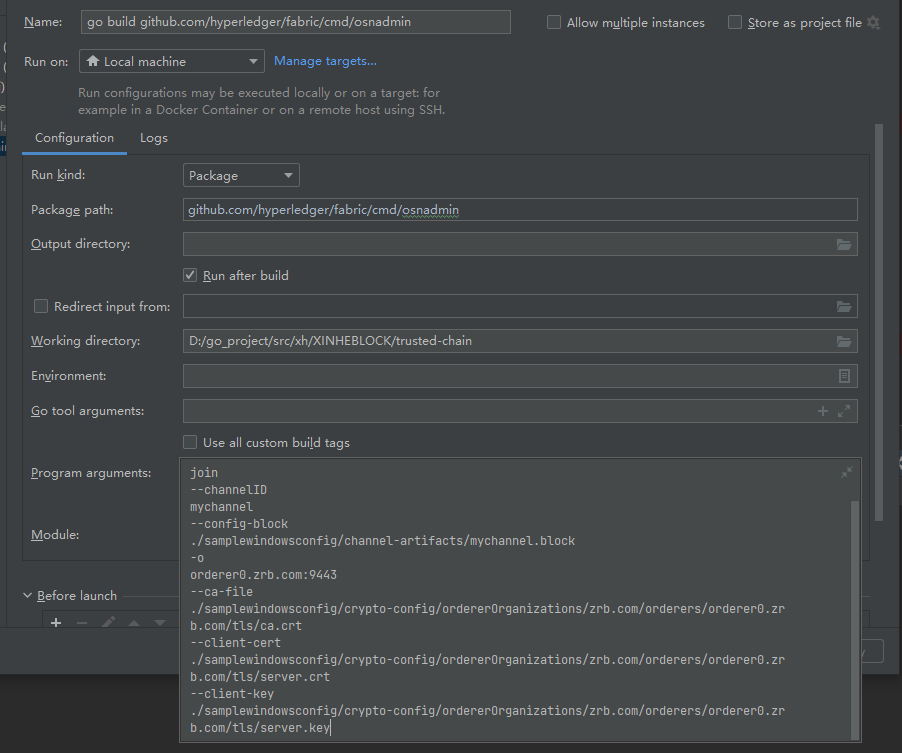 Name: go build github.com/hyperledger/fabric/cmd/osnadmin Allow multiple instances Store as project file
Run on: Local machine Manage targets...
Run configurations may be executed locally or on a target: for
example in a Docker Container or on a remote host using SSH.
Configuration Logs
Run kind: Package
Package path: github.com/hyperledger/fabric/cmd/osnadmin
Output directory:
Run after build
Redirect input from:
Working directory: D:/go_project/src/xh/XINHEBLOCK/trusted-chain
Environment:
Go tool arguments:
Use all custom build tags
Program arguments:
join
--channelID
mychannel
--config-block
Module:
./samplewindowsconfig/channel-artifacts/mychannel.block
-o
orderer0.zrb.com:9443
--ca-file
Before launch
./samplewindowsconfig/crypto-config/ordererOrganizations/zrb.com/orderers/orderer0.zr
b.com/tls/ca.crt
--client-cert
./samplewindowsconfig/crypto-config/ordererOrganizations/zrb.com/orderers/orderer0.zr
b.com/tls/server.crt
--client-key
./samplewindowsconfig/crypto-config/ordererOrganizations/zrb.com/orderers/orderer0.zr
b.com/tls/server.key